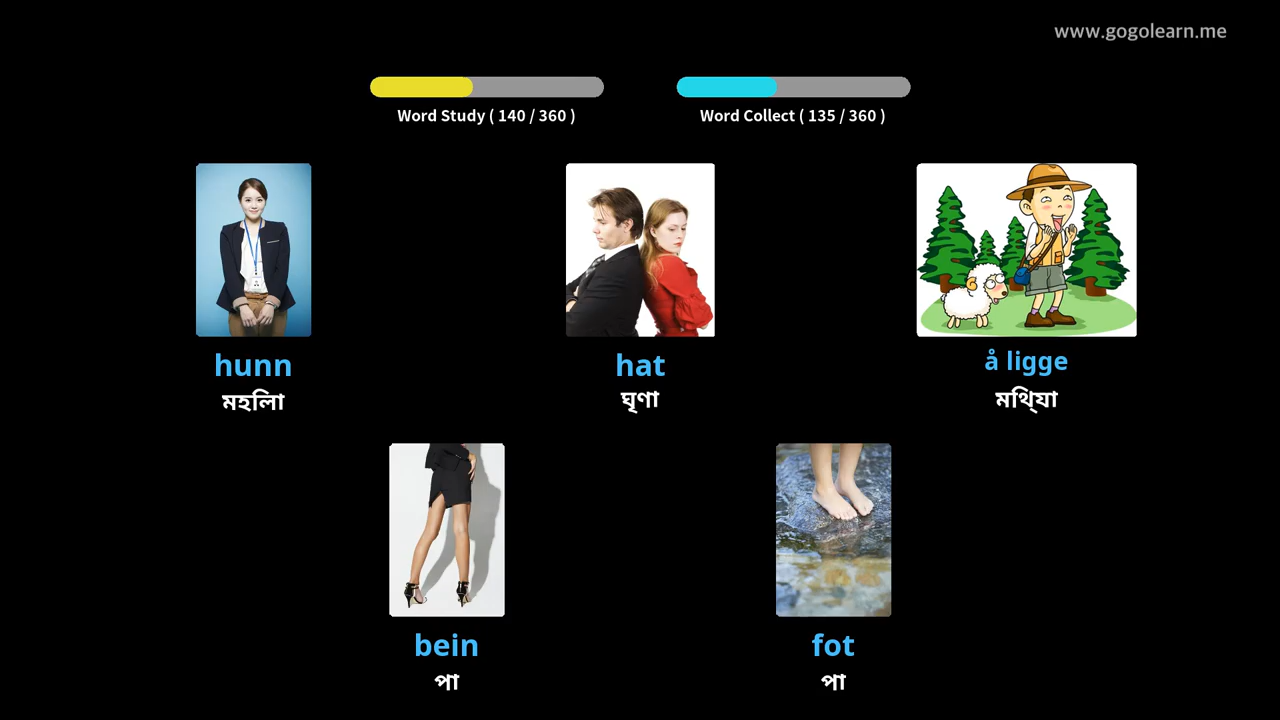 www.gogolearn.me
Word Study ( 140 / 360 )
Word Collect ( 135 / 360 )
hunn
মহলিা
hat
ঘৃণা
å ligge
মথি্যা
bein
পা
fot
পা